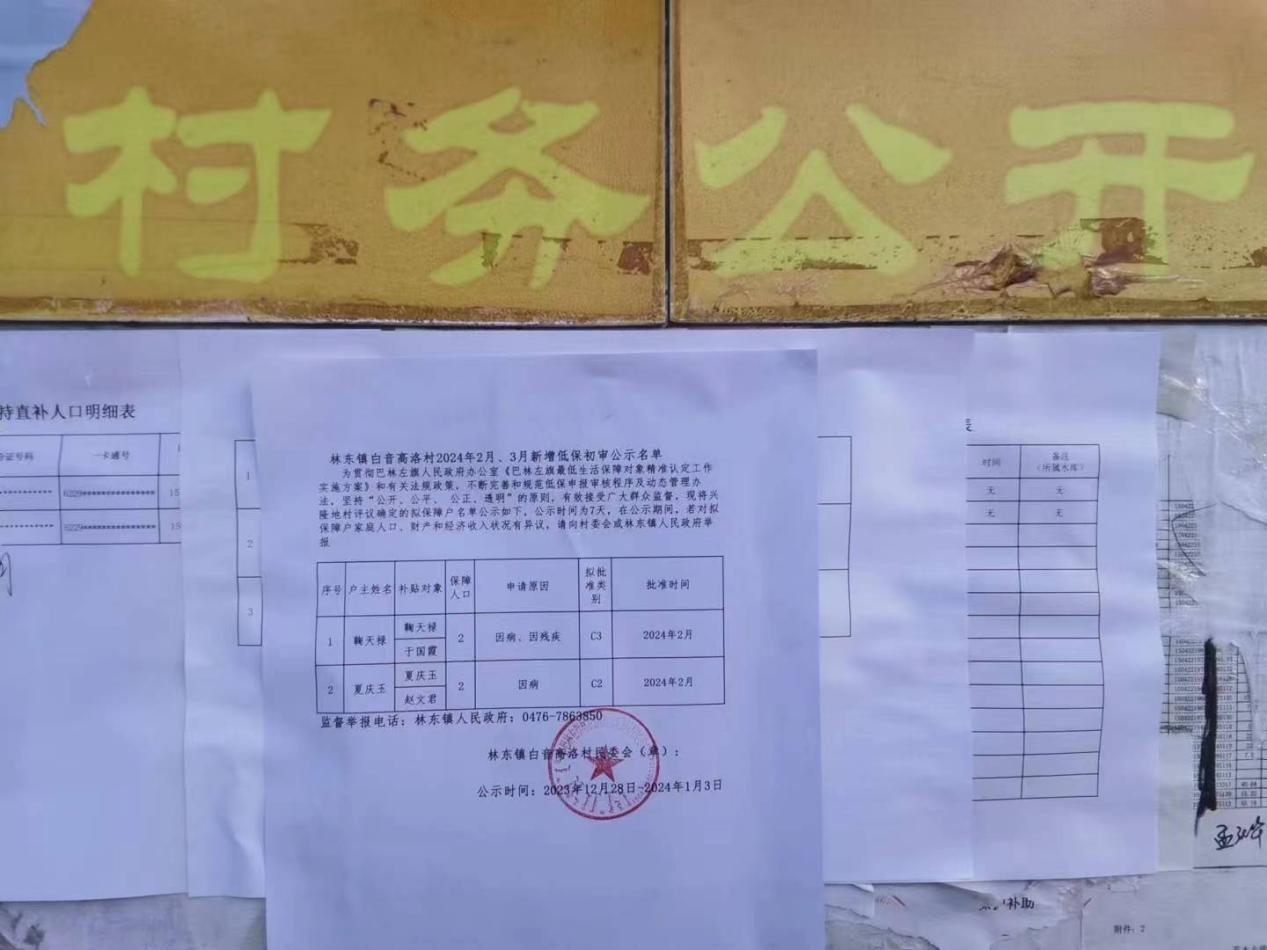 村务公开
持直补人口明细表
一卡通号
林东镇白音高洛村2024年2月、3月新增低保初审公示名单
为贯彻巴林左旗人民政府办公室《巴林左旗最低生活保障对象精准认定工作
实施方案》和有关法规政策，不断完善和规范低保申报审核程序及动态管理办
法，坚持“公开、公平、公正、透明”的原则，有效接受广大群众监督，现将兴
隆地村评议确定的拟保障户名单公示如下，公示时间为7天，在公示期间，若对拟
保障户家庭人口、财产和经济收入状况有异议，请向村委会或林东镇人民政府举
报
序号 户主姓名 补贴对象 保障人口 申请原因 拟批准类别 批准时间
1 鞠天禄 鞠天禄 2 因病、因残疾 C3 2024年2月
于国霞
2 夏庆玉 夏庆玉 2 因病 C2 2024年2月
赵文君
监督举报电话：林东镇人民政府：0476-7863850
林东镇白音高洛村民委会（章）：
公示时间：2023年12月28日-2024年1月3日
1
2
3
时间 备注
（所属水库）
无 无
无 无
补助
附件：2